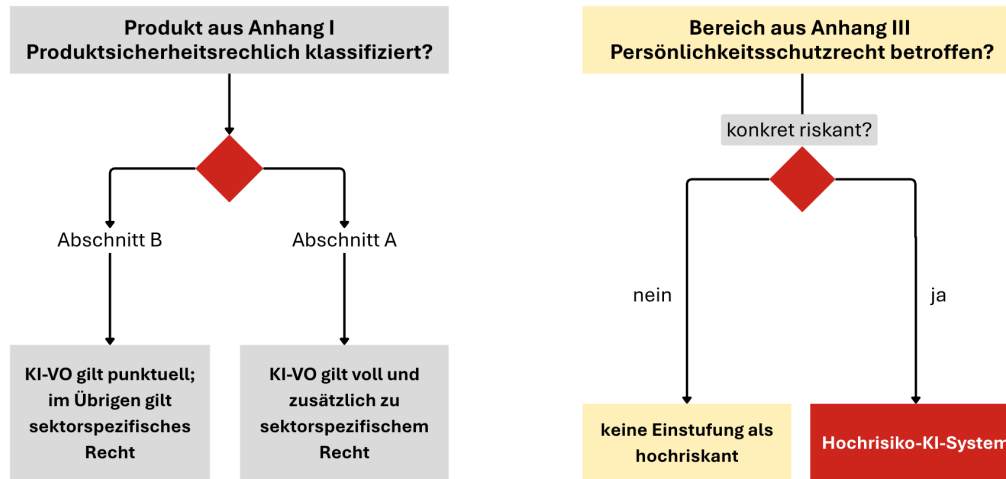 Produkt aus Anhang I
Produktsicherheitsrechtlich klassifiziert?
Abschnitt B
Abschnitt A
KI-VO gilt punktuell;
im Übrigen gilt
sektorspezifisches
Recht
KI-VO gilt voll und
zusätzlich zu
sektorspezifischem
Recht
Bereich aus Anhang III
Persönlichkeitsschutzrecht betroffen?
konkret riskant?
nein
ja
keine Einstufung als
hochriskant
Hochrisiko-KI-System